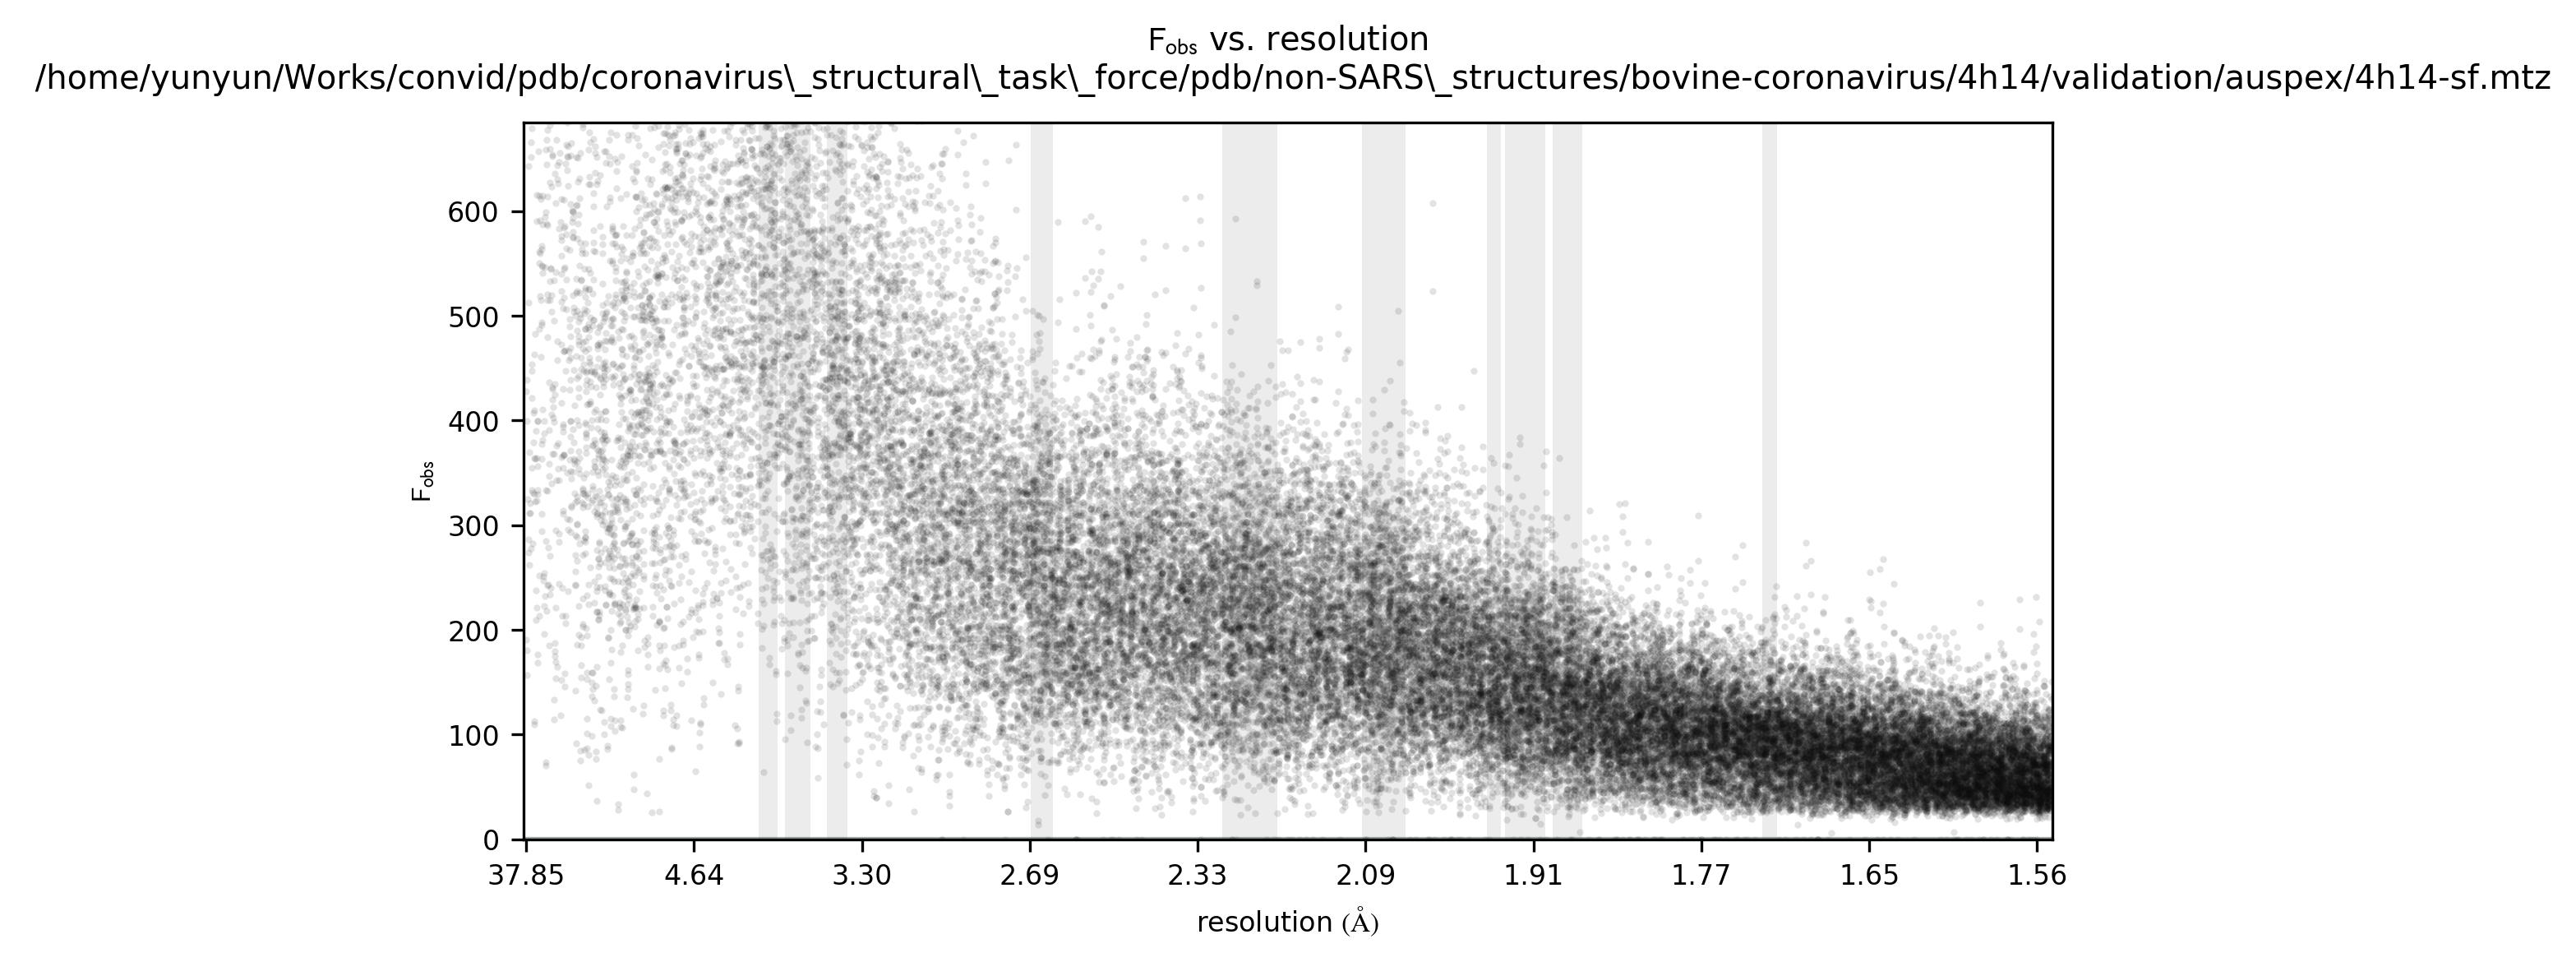 Fobs vs. resolution
/home/yunyun/Works/convid/pdb/coronavirus\_structural\_task\_force/pdb/non-SARS\_structures/bovine-coronavirus/4h14/validation/auspex/4h14-sf.mtz
600
500
400
300
200
100
0
Fobs
37.85 4.64 3.30 2.69 2.33 2.09 1.91 1.77 1.65 1.56
resolution (Å)